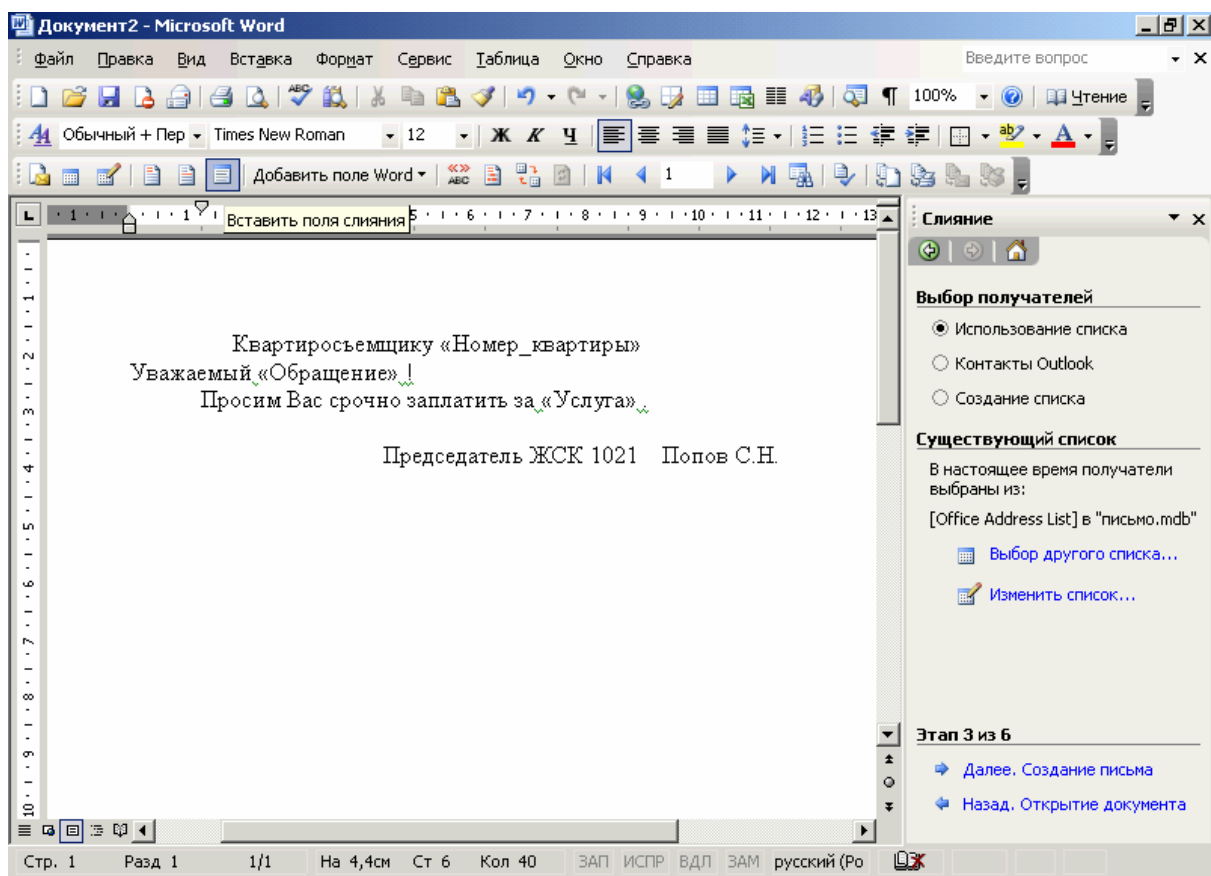 Документ2 - Microsoft Word
Файл Правка Вид Вставка Формат Сервис Таблица Окно Справка Введите вопрос
100% Чтение
Обычный + Пер Times New Roman 12 Ж К Ч
Добавить поле Word 1
Вставить поля слияния
Квартиросъемщику «Номер_квартиры»
Уважаемый «Обращение» !
Просим Вас срочно заплатить за «Услуга» .
Председатель ЖСК 1021 Попов С.Н.
Слияние
Выбор получателей
Использование списка
Контакты Outlook
Создание списка
Существующий список
В настоящее время получатели
выбраны из:
[Office Address List] в "письмо.mdb"
Выбор другого списка...
Изменить список...
Этап 3 из 6
Далее. Создание письма
Назад. Открытие документа
Стр. 1 Разд 1 1/1 На 4,4см Ст 6 Кол 40 ЗАП ИСПР ВДЛ ЗАМ русский (Ро